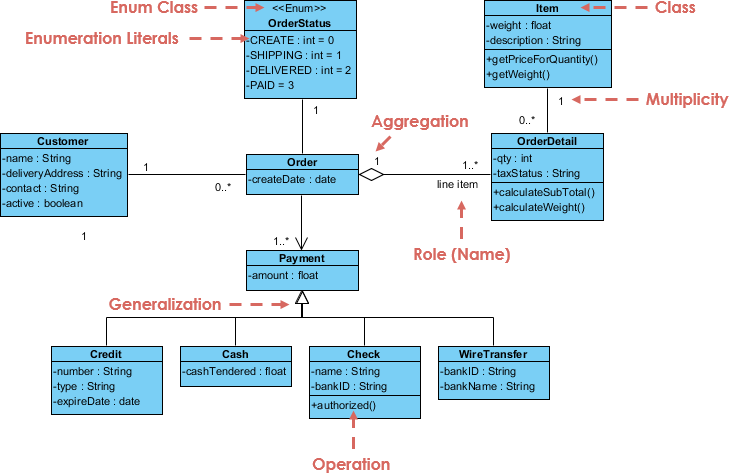 Enum Class
<<Enum>>
OrderStatus
Enumeration Literals
-CREATE : int = 0
-SHIPPING : int = 1
-DELIVERED : int = 2
-PAID = 3
Item
Class
-weight : float
-description : String
+getPriceForQuantity()
+getWeight()
1
Multiplicity
0..*
1
Aggregation
Customer
-name : String
-deliveryAddress : String
-contact : String
-active : boolean
1
0..*
1
Order
-createDate : date
1
1..*
line item
OrderDetail
-qty : int
-taxStatus : String
+calculateSubTotal()
+calculateWeight()
Role (Name)
1..*
Payment
-amount : float
Generalization
Credit
-number : String
-type : String
-expireDate : date
Cash
-cashTendered : float
Check
-name : String
-bankID : String
+authorized()
WireTransfer
-bankID : String
-bankName : String
Operation